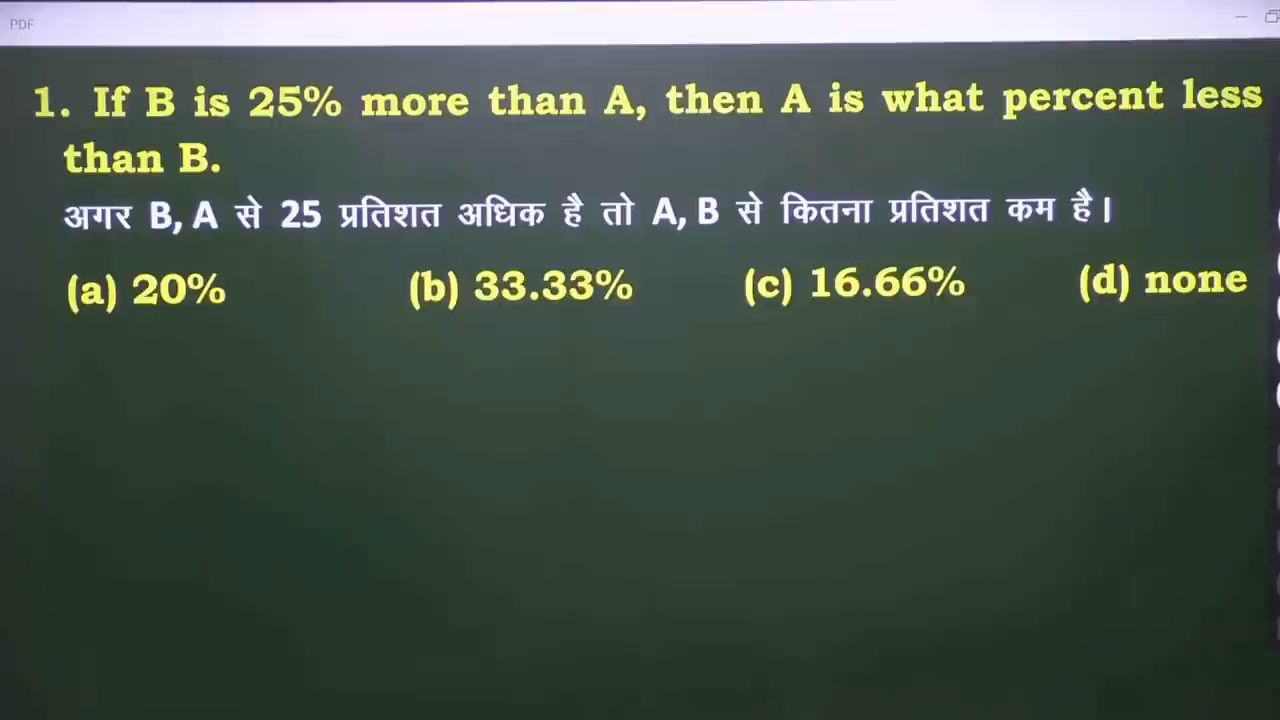 PDF
1. If B is 25% more than A, then A is what percent less
than B.
अगर B, A से 25 प्रतिशत अधिक है तो A, B से कितना प्रतिशत कम है।
(a) 20% (b) 33.33% (c) 16.66% (d) none